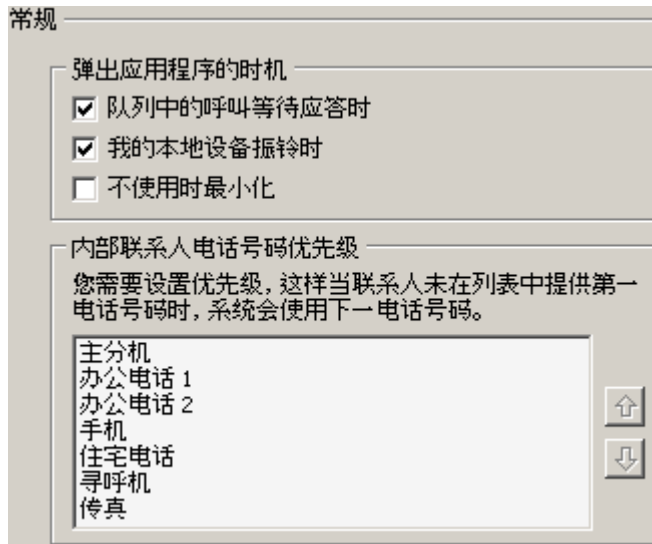 常规
弹出应用程序的时机
队列中的呼叫等待应答时
我的本地设备振铃时
不使用时最小化
内部联系人电话号码优先级
您需要设置优先级，这样当联系人未在列表中提供第一
电话号码时，系统会使用下一电话号码。
主分机
办公电话 1
办公电话 2
手机
住宅电话
寻呼机
传真